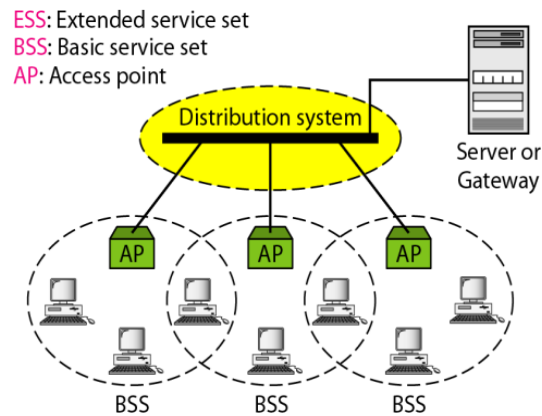 ESS: Extended service set
BSS: Basic service set
AP: Access point
Distribution system
Server or
Gateway
AP
AP
AP
BSS
BSS
BSS